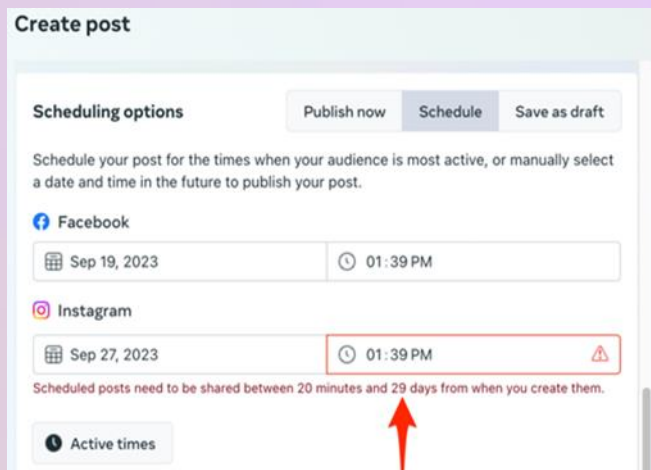 Create post
Scheduling options
Publish now
Schedule
Save as draft
Schedule your post for the times when your audience is most active, or manually select
a date and time in the future to publish your post.
Facebook
Sep 19, 2023
01:39 PM
Instagram
Sep 27, 2023
01:39 PM
Scheduled posts need to be shared between 20 minutes and 29 days from when you create them.
Active times